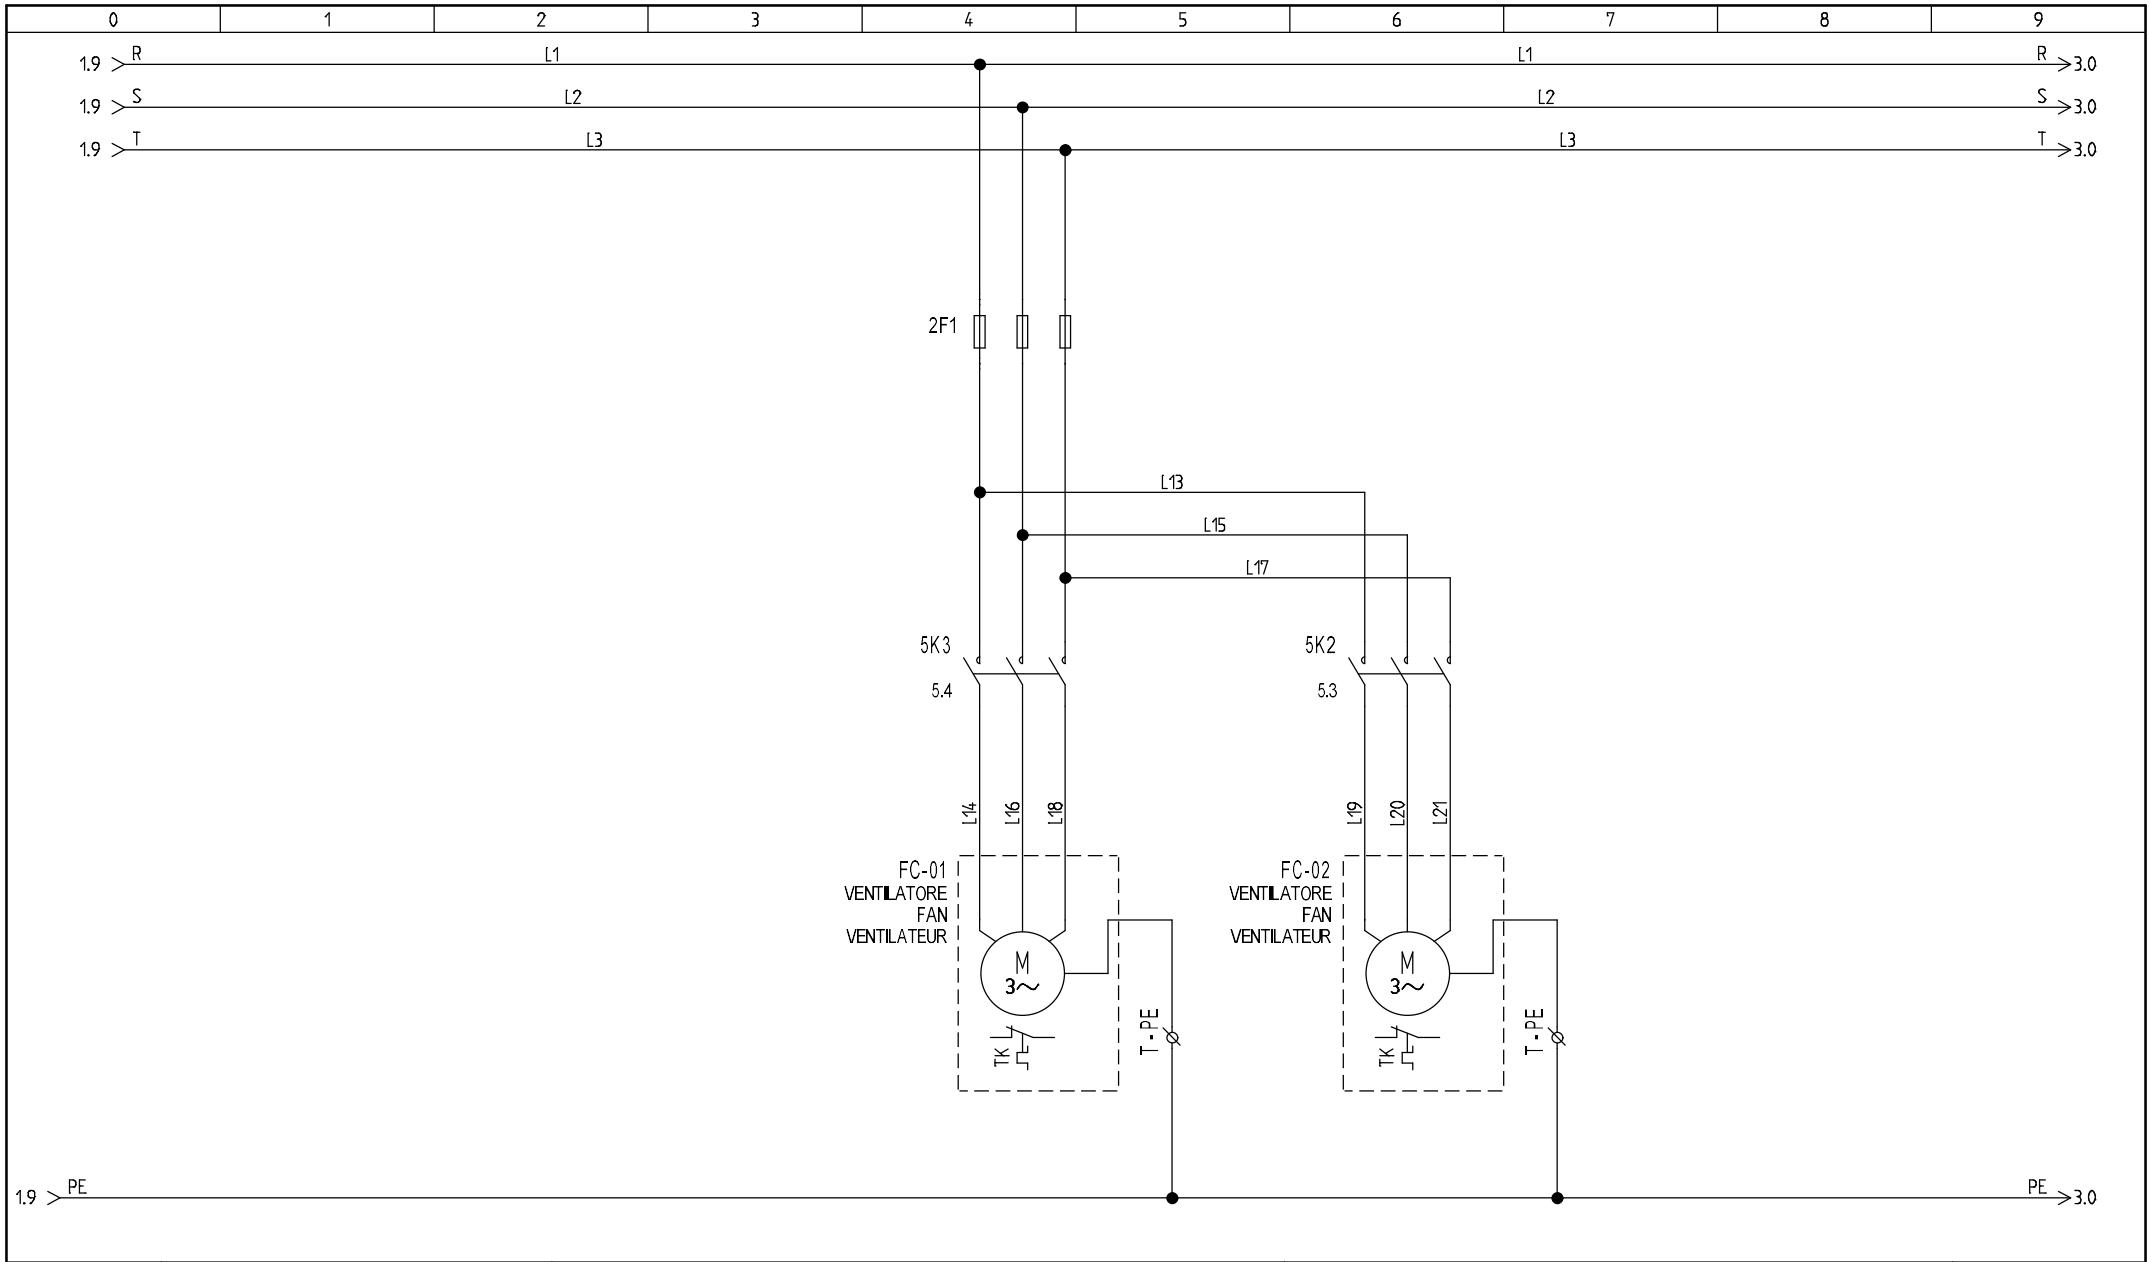 0 1 2 3 4 5 6 7 8 9
1.9 R L1 L1 R 3.0
1.9 S L2 L2 S 3.0
1.9 T L3 L3 T 3.0
2F1
L13
L15
L17
5K3 5K2
5.4 5.3
L14 L16 L18 L19 L20 L21
FC-01 FC-02
VENTILATORE VENTILATORE
FAN FAN
VENTILATEUR VENTILATEUR
M M
3~ 3~
TK T-PE TK T-PE
1.9 PE PE 3.0